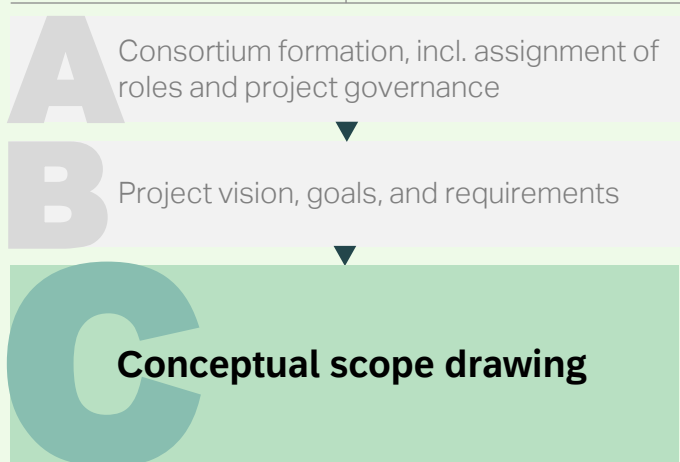 A
Consortium formation, incl. assignment of
roles and project governance
B
Project vision, goals, and requirements
C
Conceptual scope drawing